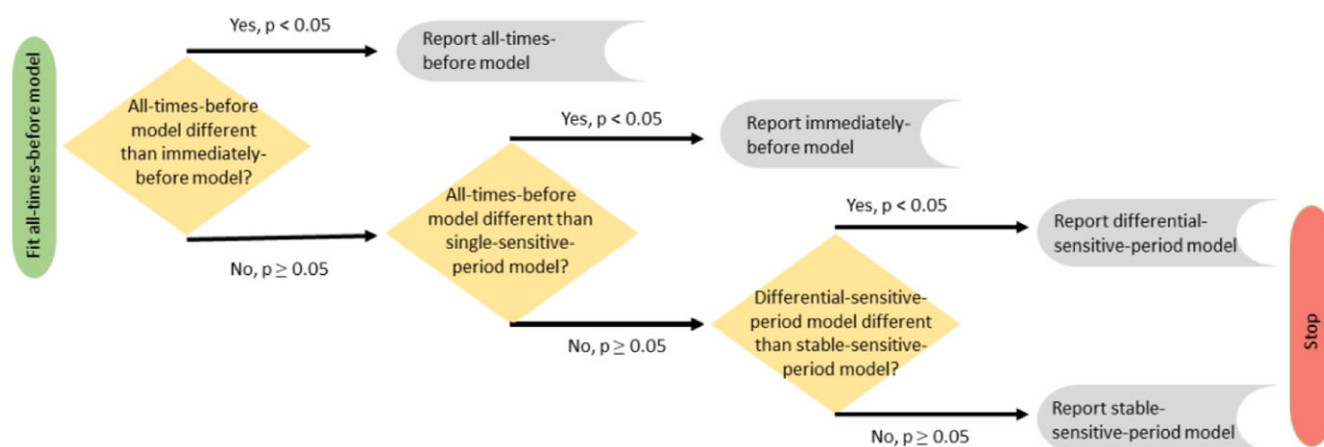 Fit all-times-before model
Yes, p < 0.05
Report all-times-
before model
All-times-before
model different
than immediately-
before model?
No, p ≥ 0.05
Yes, p < 0.05
Report immediately-
before model
All-times-before
model different than
single-sensitive-
period model?
No, p ≥ 0.05
Yes, p < 0.05
Report differential-
sensitive-period model
Differential-sensitive-
period model different
than stable-sensitive-
period model?
No, p ≥ 0.05
Report stable-
sensitive-period model
Stop